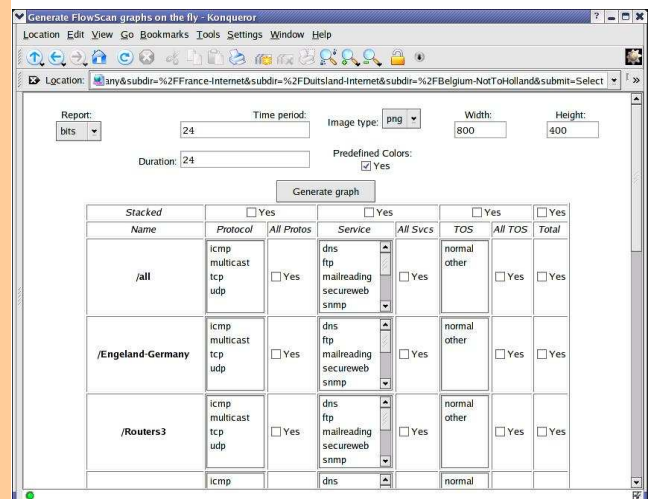 Generate FlowScan graphs on the fly - Konqueror
Location Edit View Go Bookmarks Tools Settings Window Help
Location: any&subdir=%2FFrance-Internet&subdir=%2FDuitsland-Internet&subdir=%2FBelgium-NotToHolland&submit=Select
Report: Time period: Image type: png Width: Height:
bits 24 800 400
Duration: 24 Predefined Colors:
Yes
Generate graph
Stacked Yes Yes Yes Yes
Name Protocol All Protos Service All Svcs TOS All TOS Total
/all
icmp
multicast
tcp
udp
Yes
dns
ftp
mailreading
secureweb
snmp
Yes
normal
other
Yes
Yes
/Engeland-Germany
icmp
multicast
tcp
udp
Yes
dns
ftp
mailreading
secureweb
snmp
Yes
normal
other
Yes
Yes
/Routers3
icmp
multicast
tcp
udp
Yes
dns
ftp
mailreading
secureweb
snmp
Yes
normal
other
Yes
Yes
icmp dns normal